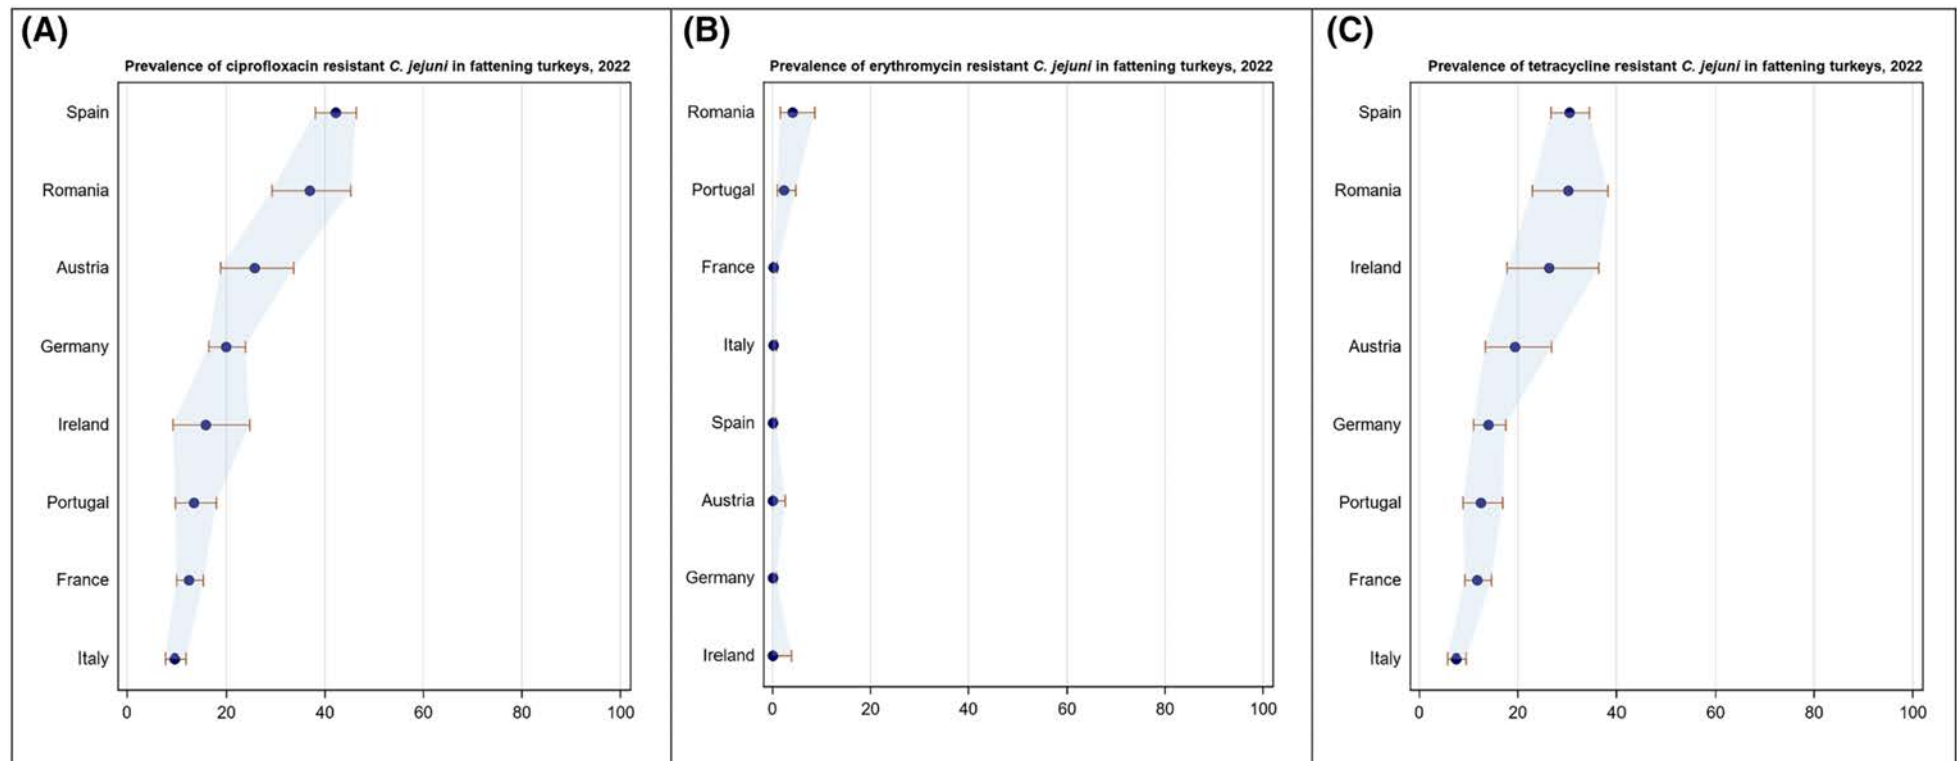 (A)
Prevalence of ciprofloxacin resistant C. jejuni in fattening turkeys, 2022
Spain
Romania
Austria
Germany
Ireland
Portugal
France
Italy
0 20 40 60 80 100
(B)
Prevalence of erythromycin resistant C. jejuni in fattening turkeys, 2022
Romania
Portugal
France
Italy
Spain
Austria
Germany
Ireland
0 20 40 60 80 100
(C)
Prevalence of tetracycline resistant C. jejuni in fattening turkeys, 2022
Spain
Romania
Ireland
Austria
Germany
Portugal
France
Italy
0 20 40 60 80 100